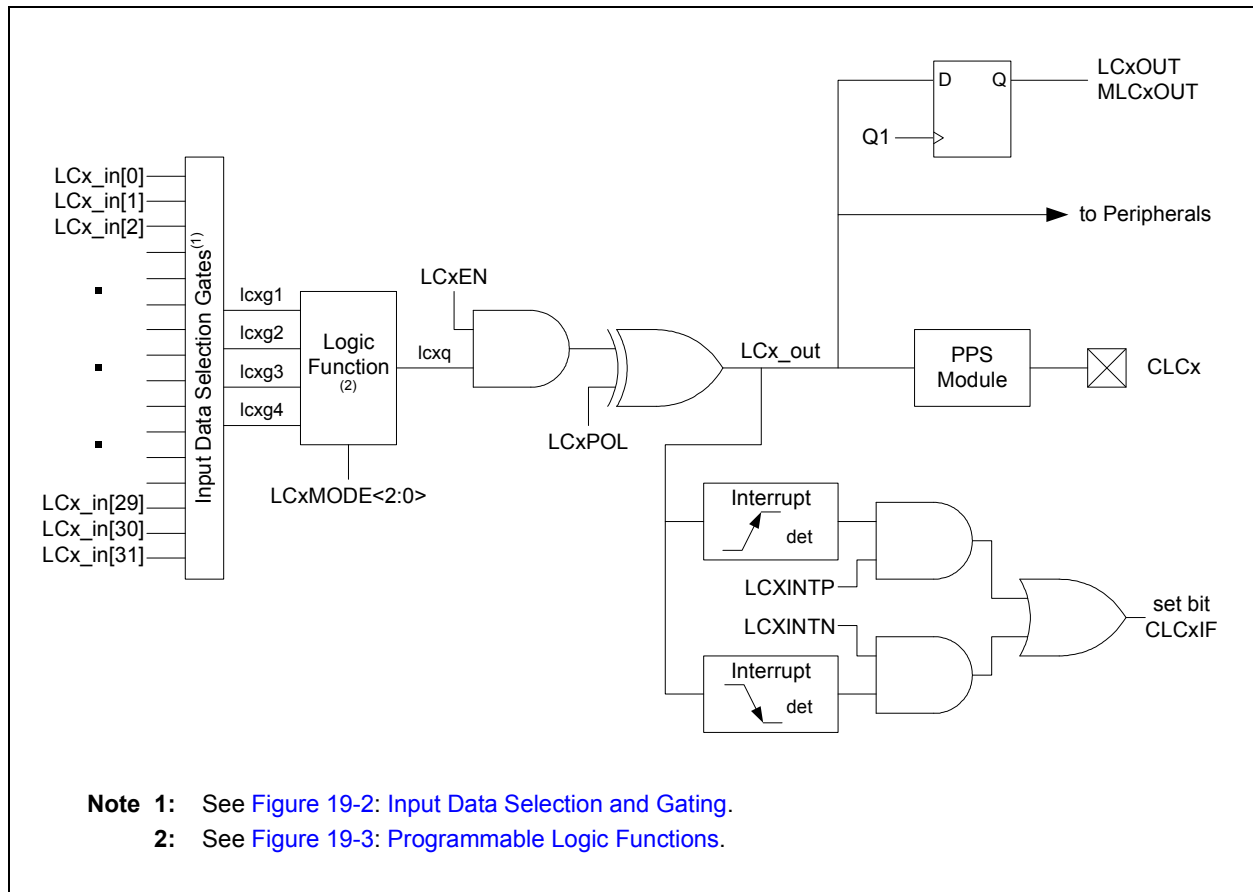 LCxOUT
MLCxOUT
D Q
Q1
to Peripherals
LCx_in[0]
LCx_in[1]
LCx_in[2]
LCx_in[29]
LCx_in[30]
LCx_in[31]
Input Data Selection Gates(1)
lcxg1
lcxg2
lcxg3
lcxg4
Logic
Function
(2)
LCxMODE<2:0>
lcxq
LCxEN
LCxPOL
LCx_out
PPS
Module
CLCx
Interrupt
det
LCXINTP
LCXINTN
Interrupt
det
set bit
CLCxIF
Note 1: See Figure 19-2: Input Data Selection and Gating.
2: See Figure 19-3: Programmable Logic Functions.